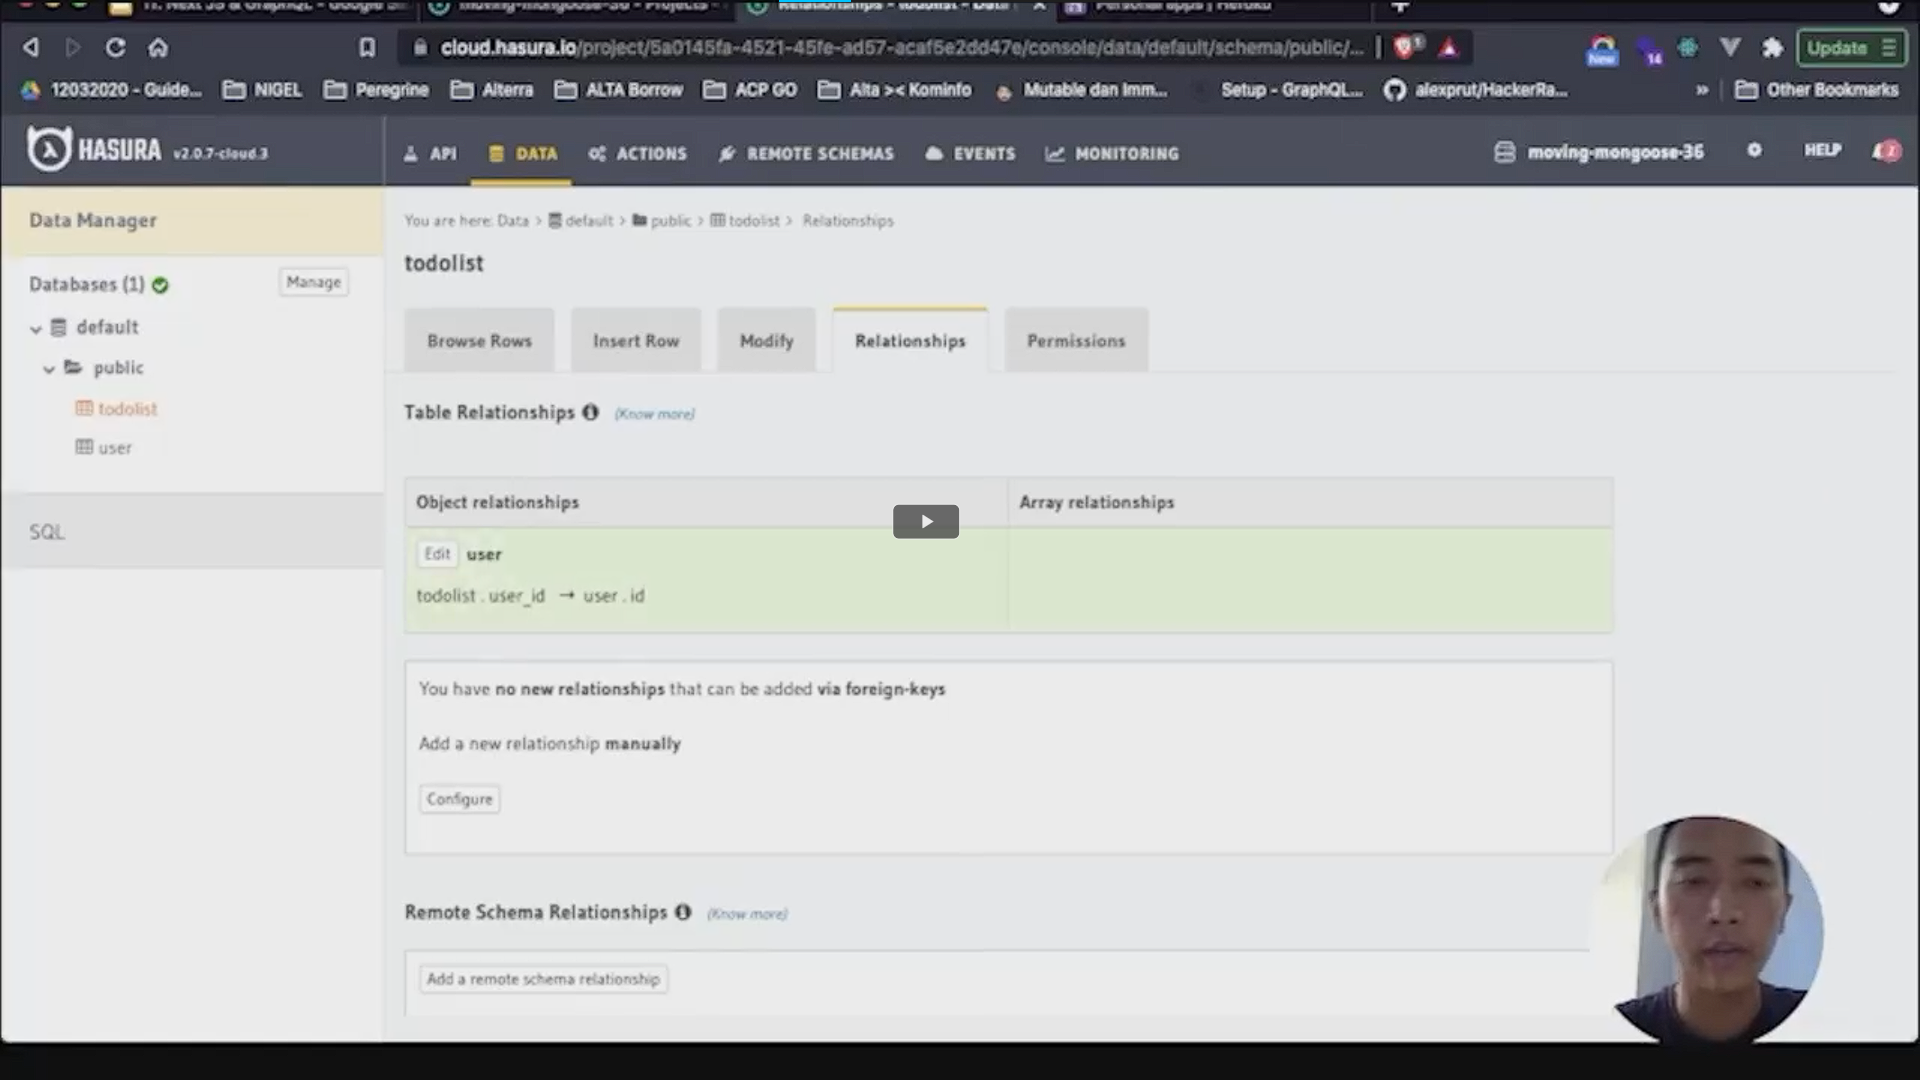 11. Next JS & GraphQL - Google Sl
moving-mongoose-36 - Projects -
Relationships - todolist - Data
Personal apps | Heroku
cloud.hasura.io/project/5a0145fa-4521-45fe-ad57-acaf5e2dd47e/console/data/default/schema/public/...
1
New
14
Update
12032020 - Guide...
NIGEL
Peregrine
Alterra
ALTA Borrow
ACP GO
Alta >< Kominfo
Mutable dan Imm...
Setup - GraphQL...
alexprut/HackerRa...
»
Other Bookmarks
HASURA v2.0.7-cloud.3
API
DATA
ACTIONS
REMOTE SCHEMAS
EVENTS
MONITORING
moving-mongoose-36
HELP
2
Data Manager
Databases (1)
Manage
default
public
todolist
user
SQL
You are here: Data > default > public > todolist > Relationships
todolist
Browse Rows
Insert Row
Modify
Relationships
Permissions
Table Relationships (Know more)
Object relationships
Array relationships
Edit user
todolist . user_id → user . id
You have no new relationships that can be added via foreign-keys
Add a new relationship manually
Configure
Remote Schema Relationships (Know more)
Add a remote schema relationship